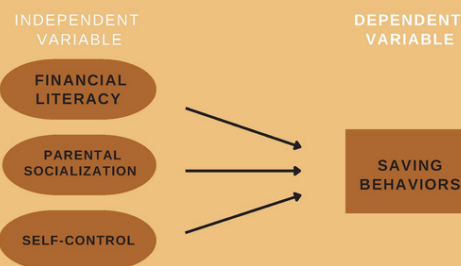 INDEPENDENT
VARIABLE
DEPENDENT
VARIABLE
FINANCIAL
LITERACY
PARENTAL
SOCIALIZATION
SAVING
BEHAVIORS
SELF-CONTROL